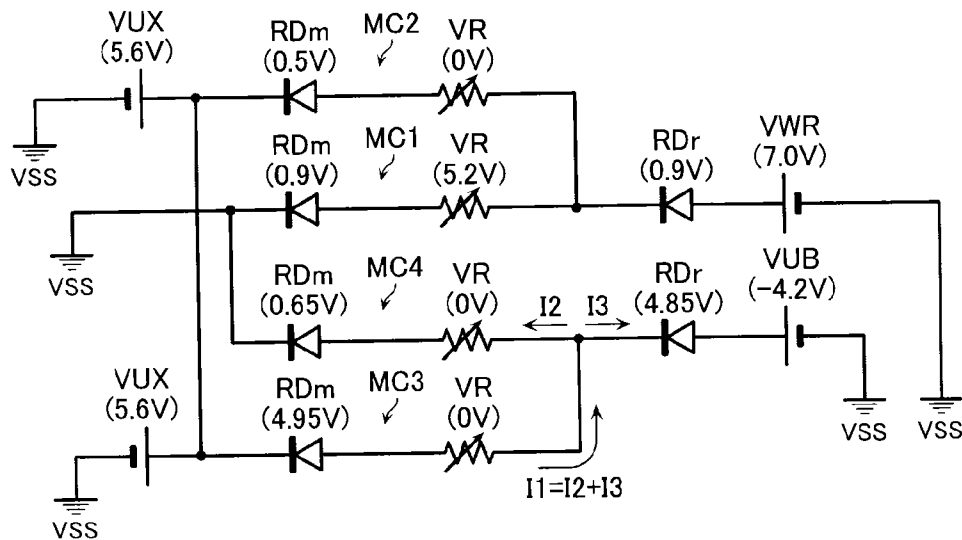 VUX
(5.6V)
RDm
(0.5V)
MC2
VR
(0V)
VSS
RDm
(0.9V)
MC1
VR
(5.2V)
RDr
(0.9V)
VWR
(7.0V)
VSS
RDm
(0.65V)
MC4
VR
(0V)
I2
I3
RDr
(4.85V)
VUB
(−4.2V)
VUX
(5.6V)
RDm
(4.95V)
MC3
VR
(0V)
VSS
VSS
I1=I2+I3
VSS